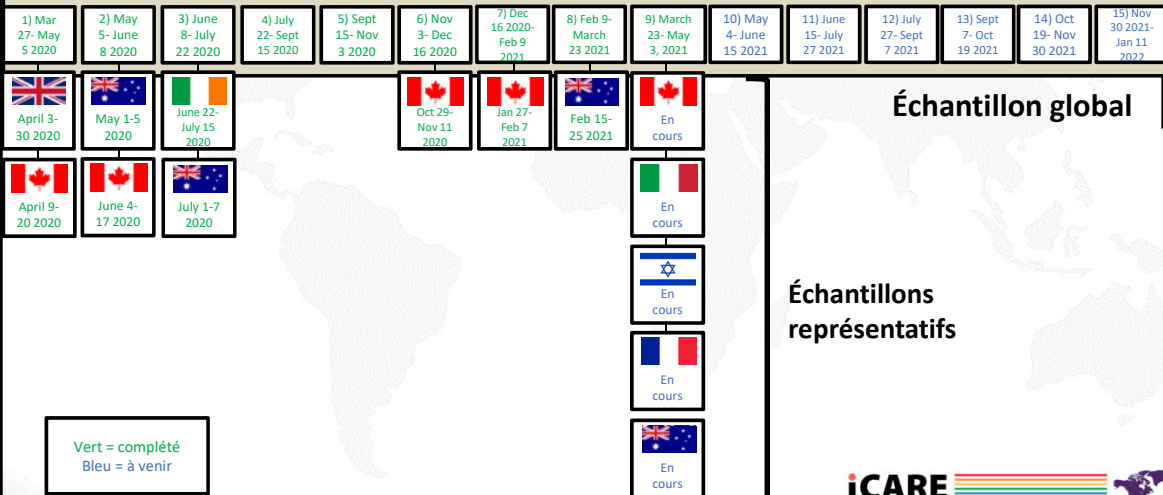 1) Mar
27- May
5 2020
2) May
5- June
8 2020
3) June
8- July
22 2020
4) July
22- Sept
15 2020
5) Sept
15- Nov
3 2020
6) Nov
3- Dec
16 2020
7) Dec
16 2020-
Feb 9
2021
8) Feb 9-
March
23 2021
9) March
23- May
3, 2021
10) May
4- June
15 2021
11) June
15- July
27 2021
12) July
27- Sept
7 2021
13) Sept
7- Oct
19 2021
14) Oct
19- Nov
30 2021
15) Nov
30 2021-
Jan 11
2022
April 3-
30 2020
May 1-5
2020
June 22-
July 15
2020
Oct 29-
Nov 11
2020
Jan 27-
Feb 7
2021
Feb 15-
25 2021
En
cours
Échantillon global
April 9-
20 2020
June 4-
17 2020
July 1-7
2020
En
cours
En
cours
Échantillons
représentatifs
En
cours
En
cours
Vert = complété
Bleu = à venir
iCARE